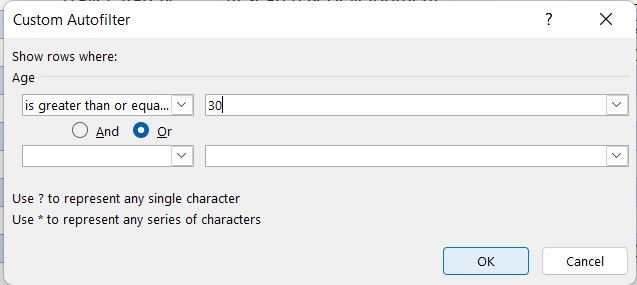 Custom Autofilter ?
Show rows where:
Age
is greater than or equa... 30
And Or
Use ? to represent any single character
Use * to represent any series of characters
OK Cancel